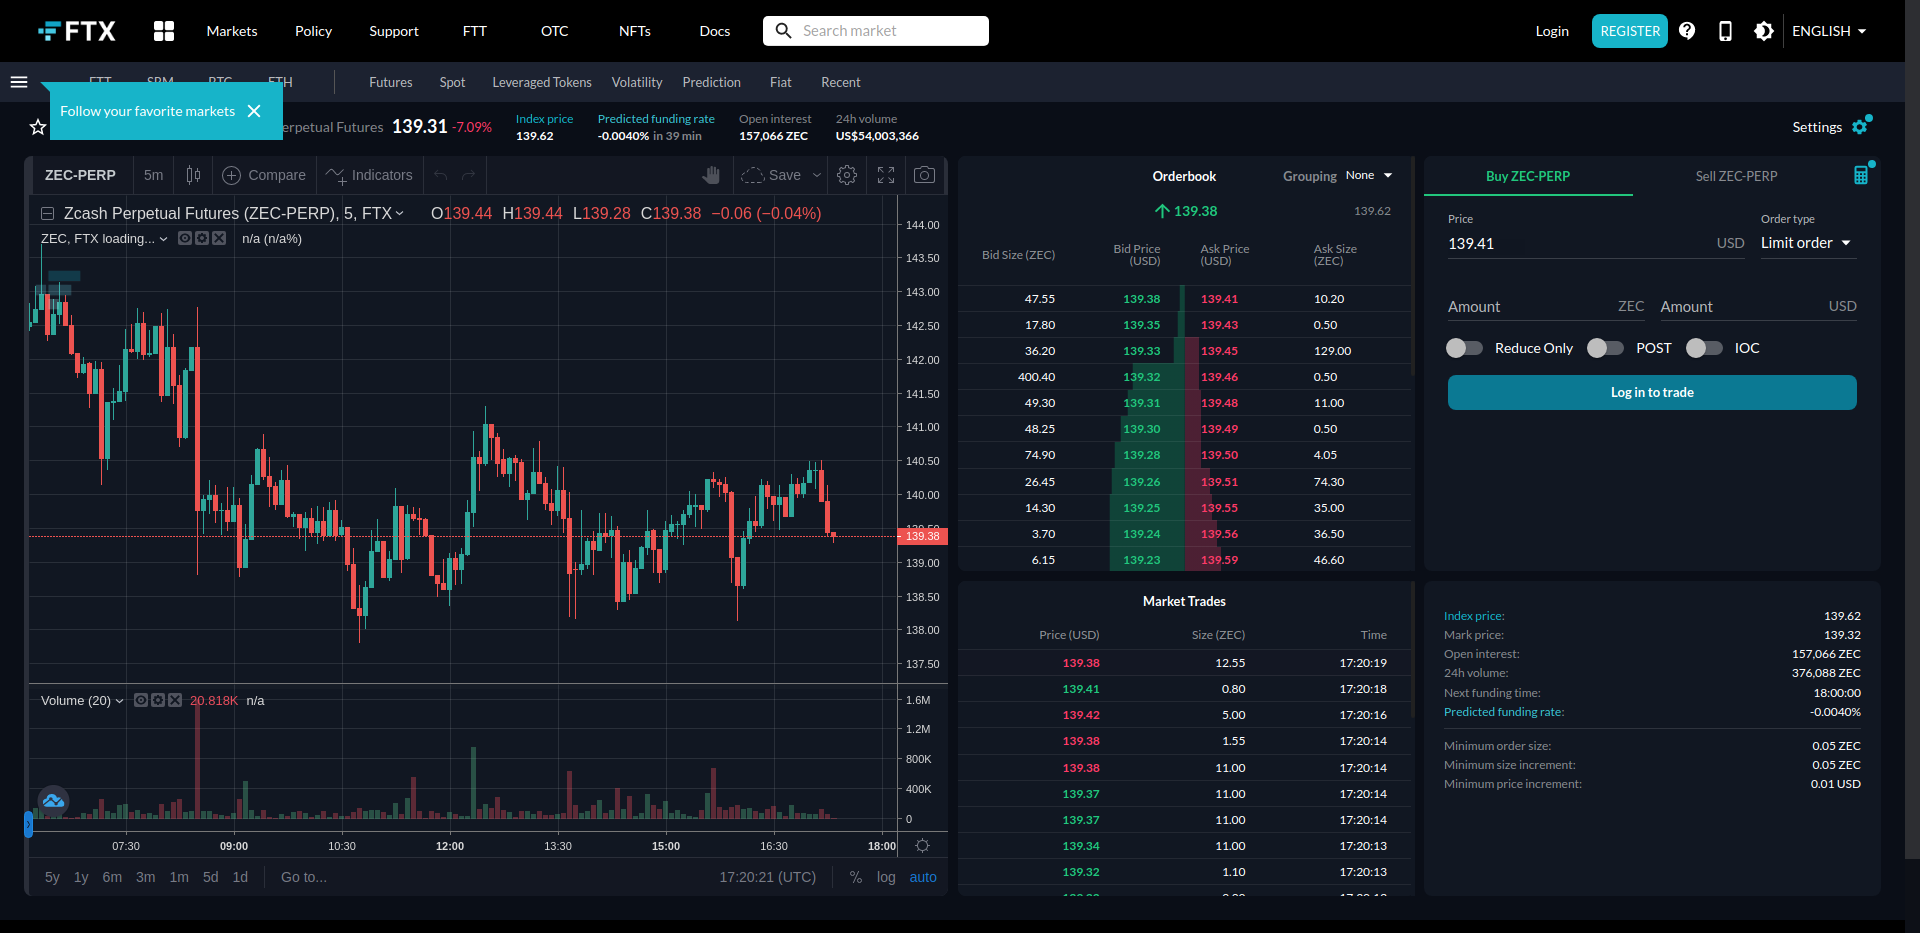 FTX
Markets
Policy
Support
FTT
OTC
NFTs
Docs
Search market
Login
REGISTER
ENGLISH
Futures
Spot
Leveraged Tokens
Volatility
Prediction
Fiat
Recent
Follow your favorite markets
Perpetual Futures
139.31 -7.09%
Index price
139.62
Predicted funding rate
-0.0040% in 39 min
Open interest
157,066 ZEC
24h volume
US$54,003,366
Settings
ZEC-PERP
5m
Compare
Indicators
Save
Zcash Perpetual Futures (ZEC-PERP), 5, FTX
O139.44 H139.44 L139.28 C139.38 −0.06 (−0.04%)
ZEC, FTX loading...
n/a (n/a%)
144.00
143.50
143.00
142.50
142.00
141.50
141.00
140.50
140.00
139.50
139.38
139.00
138.50
138.00
137.50
Volume (20)
20.818K n/a
1.6M
1.2M
800K
400K
0
07:30 09:00 10:30 12:00 13:30 15:00 16:30 18:00
5y 1y 6m 3m 1m 5d 1d Go to...
17:20:21 (UTC) % log auto
Orderbook
Grouping None
139.38
139.62
Bid Size (ZEC) Bid Price (USD) Ask Price (USD) Ask Size (ZEC)
47.55 139.38 139.41 10.20
17.80 139.35 139.43 0.50
36.20 139.33 139.45 129.00
400.40 139.32 139.46 0.50
49.30 139.31 139.48 11.00
48.25 139.30 139.49 0.50
74.90 139.28 139.50 4.05
26.45 139.26 139.51 74.30
14.30 139.25 139.55 35.00
3.70 139.24 139.56 36.50
6.15 139.23 139.59 46.60
Market Trades
Price (USD) Size (ZEC) Time
139.38 12.55 17:20:19
139.41 0.80 17:20:18
139.42 5.00 17:20:16
139.38 1.55 17:20:14
139.38 11.00 17:20:14
139.37 11.00 17:20:14
139.37 11.00 17:20:14
139.34 11.00 17:20:13
139.32 1.10 17:20:13
Buy ZEC-PERP
Sell ZEC-PERP
Price
Order type
139.41 USD
Limit order
Amount ZEC
Amount USD
Reduce Only
POST
IOC
Log in to trade
Index price: 139.62
Mark price: 139.32
Open interest: 157,066 ZEC
24h volume: 376,088 ZEC
Next funding time: 18:00:00
Predicted funding rate: -0.0040%
Minimum order size: 0.05 ZEC
Minimum size increment: 0.05 ZEC
Minimum price increment: 0.01 USD